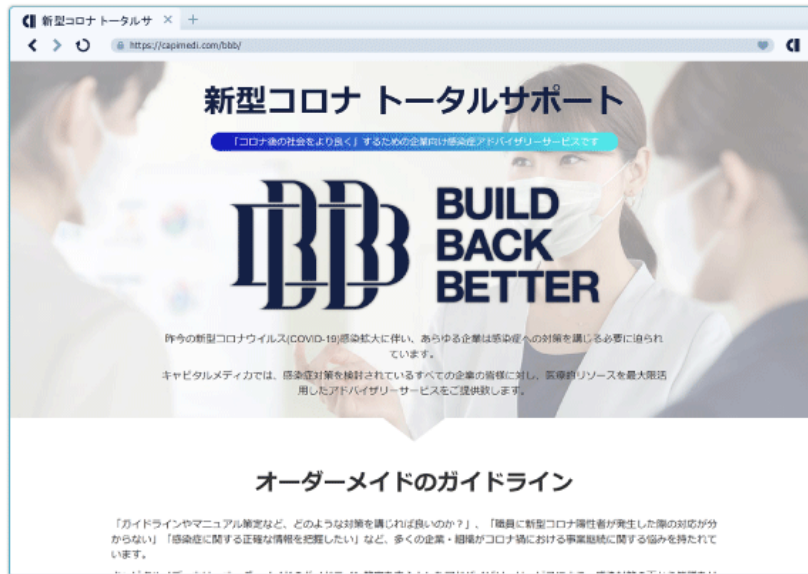 新型コロナ トータルサ
https://capimedi.com/bbb/
新型コロナ トータルサポート
「コロナ後の社会をより良く」するための企業向け感染症アドバイザリーサービスです
BBB
BUILD
BACK
BETTER
昨今の新型コロナウイルス(COVID-19)感染拡大に伴い、あらゆる企業は感染症への対策を講じる必要に迫られ
ています。
キャピタルメディカでは、感染症対策を検討されているすべての企業の皆様に対し、医療的リソースを最大限活
用したアドバイザリーサービスをご提供致します。
オーダーメイドのガイドライン
「ガイドラインやマニュアル策定など、どのような対策を講じれば良いのか？」、「職員に新型コロナ陽性者が発生した際の対応が分
からない」「感染症に関する正確な情報を把握したい」など、多くの企業・組織がコロナ禍における事業継続に関する悩みを持たれて
います。